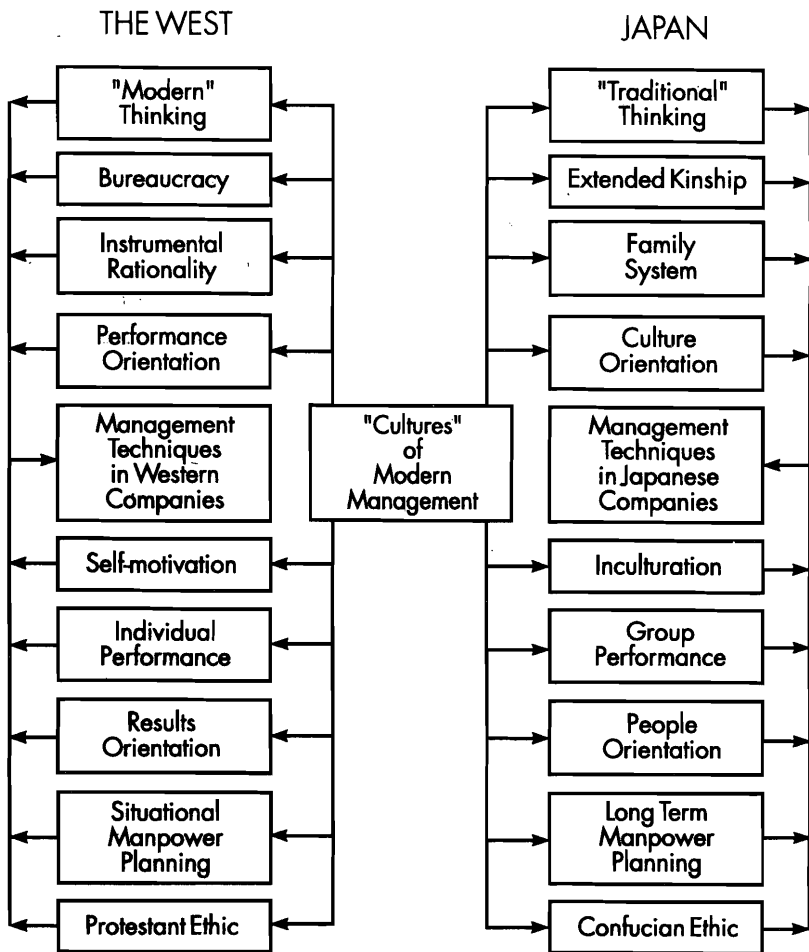 THE WEST
"Modern"
Thinking
Bureaucracy
Instrumental
Rationality
Performance
Orientation
Management
Techniques
in Western
Companies
Self-motivation
Individual
Performance
Results
Orientation
Situational
Manpower
Planning
Protestant Ethic
"Cultures"
of
Modern
Management
JAPAN
"Traditional"
Thinking
Extended Kinship
Family
System
Culture
Orientation
Management
Techniques
in Japanese
Companies
Inculturation
Group
Performance
People
Orientation
Long Term
Manpower
Planning
Confucian Ethic